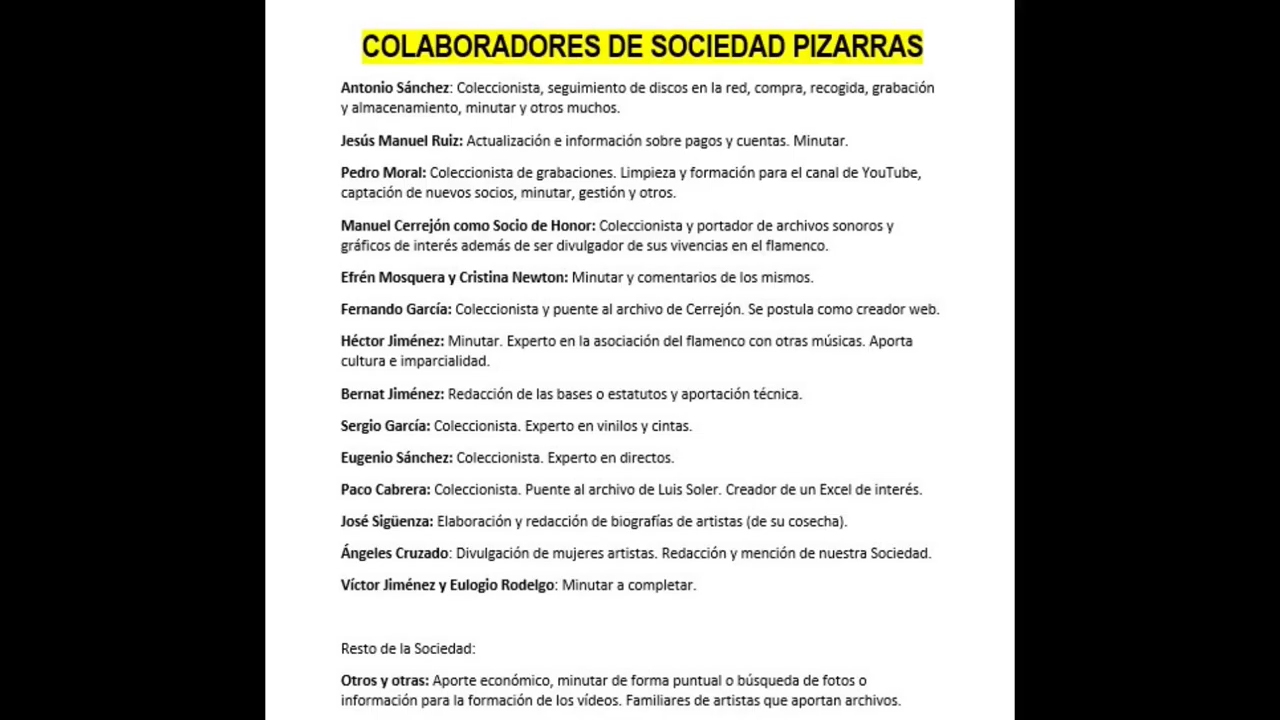 COLABORADORES DE SOCIEDAD PIZARRAS
Antonio Sánchez: Coleccionista, seguimiento de discos en la red, compra, recogida, grabación
y almacenamiento, minutar y otros muchos.
Jesús Manuel Ruiz: Actualización e información sobre pagos y cuentas. Minutar.
Pedro Moral: Coleccionista de grabaciones. Limpieza y formación para el canal de YouTube,
captación de nuevos socios, minutar, gestión y otros.
Manuel Cerrejón como Socio de Honor: Coleccionista y portador de archivos sonoros y
gráficos de interés además de ser divulgador de sus vivencias en el flamenco.
Efrén Mosquera y Cristina Newton: Minutar y comentarios de los mismos.
Fernando García: Coleccionista y puente al archivo de Cerrejón. Se postula como creador web.
Héctor Jiménez: Minutar. Experto en la asociación del flamenco con otras músicas. Aporta
cultura e imparcialidad.
Bernat Jiménez: Redacción de las bases o estatutos y aportación técnica.
Sergio García: Coleccionista. Experto en vinilos y cintas.
Eugenio Sánchez: Coleccionista. Experto en directos.
Paco Cabrera: Coleccionista. Puente al archivo de Luis Soler. Creador de un Excel de interés.
José Sigüenza: Elaboración y redacción de biografías de artistas (de su cosecha).
Ángeles Cruzado: Divulgación de mujeres artistas. Redacción y mención de nuestra Sociedad.
Víctor Jiménez y Eulogio Rodelgo: Minutar a completar.
Resto de la Sociedad:
Otros y otras: Aporte económico, minutar de forma puntual o búsqueda de fotos o
información para la formación de los vídeos. Familiares de artistas que aportan archivos.